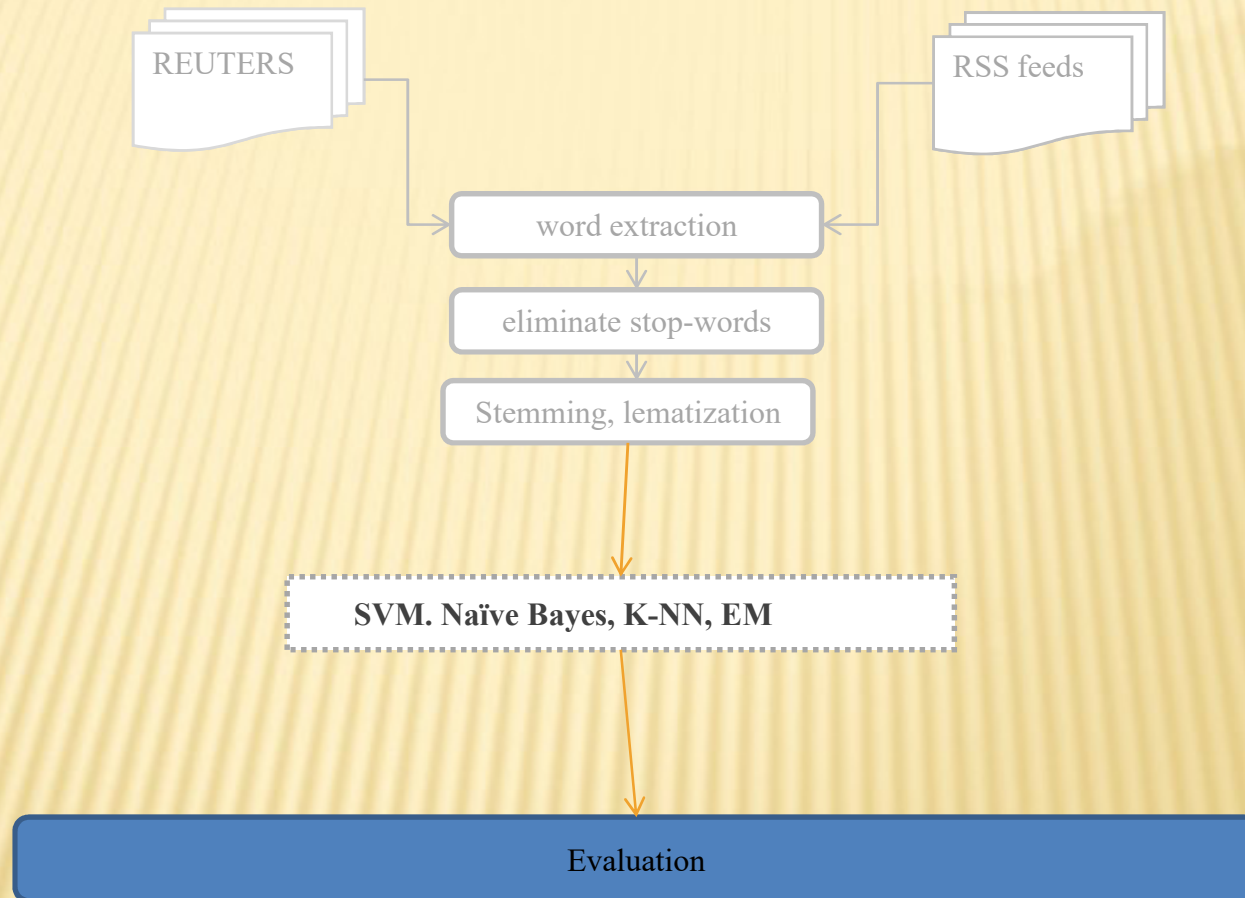 REUTERS
RSS feeds
word extraction
eliminate stop-words
Stemming, lematization
SVM. Naïve Bayes, K-NN, EM
Evaluation